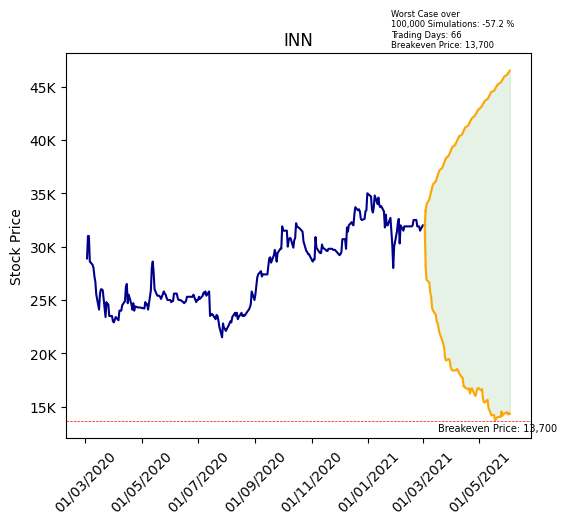 Worst Case over
100,000 Simulations: -57.2 %
Trading Days: 66
Breakeven Price: 13,700
INN
Stock Price
45K
40K
35K
30K
25K
20K
15K
Breakeven Price: 13,700
01/03/2020
01/05/2020
01/07/2020
01/09/2020
01/11/2020
01/01/2021
01/03/2021
01/05/2021